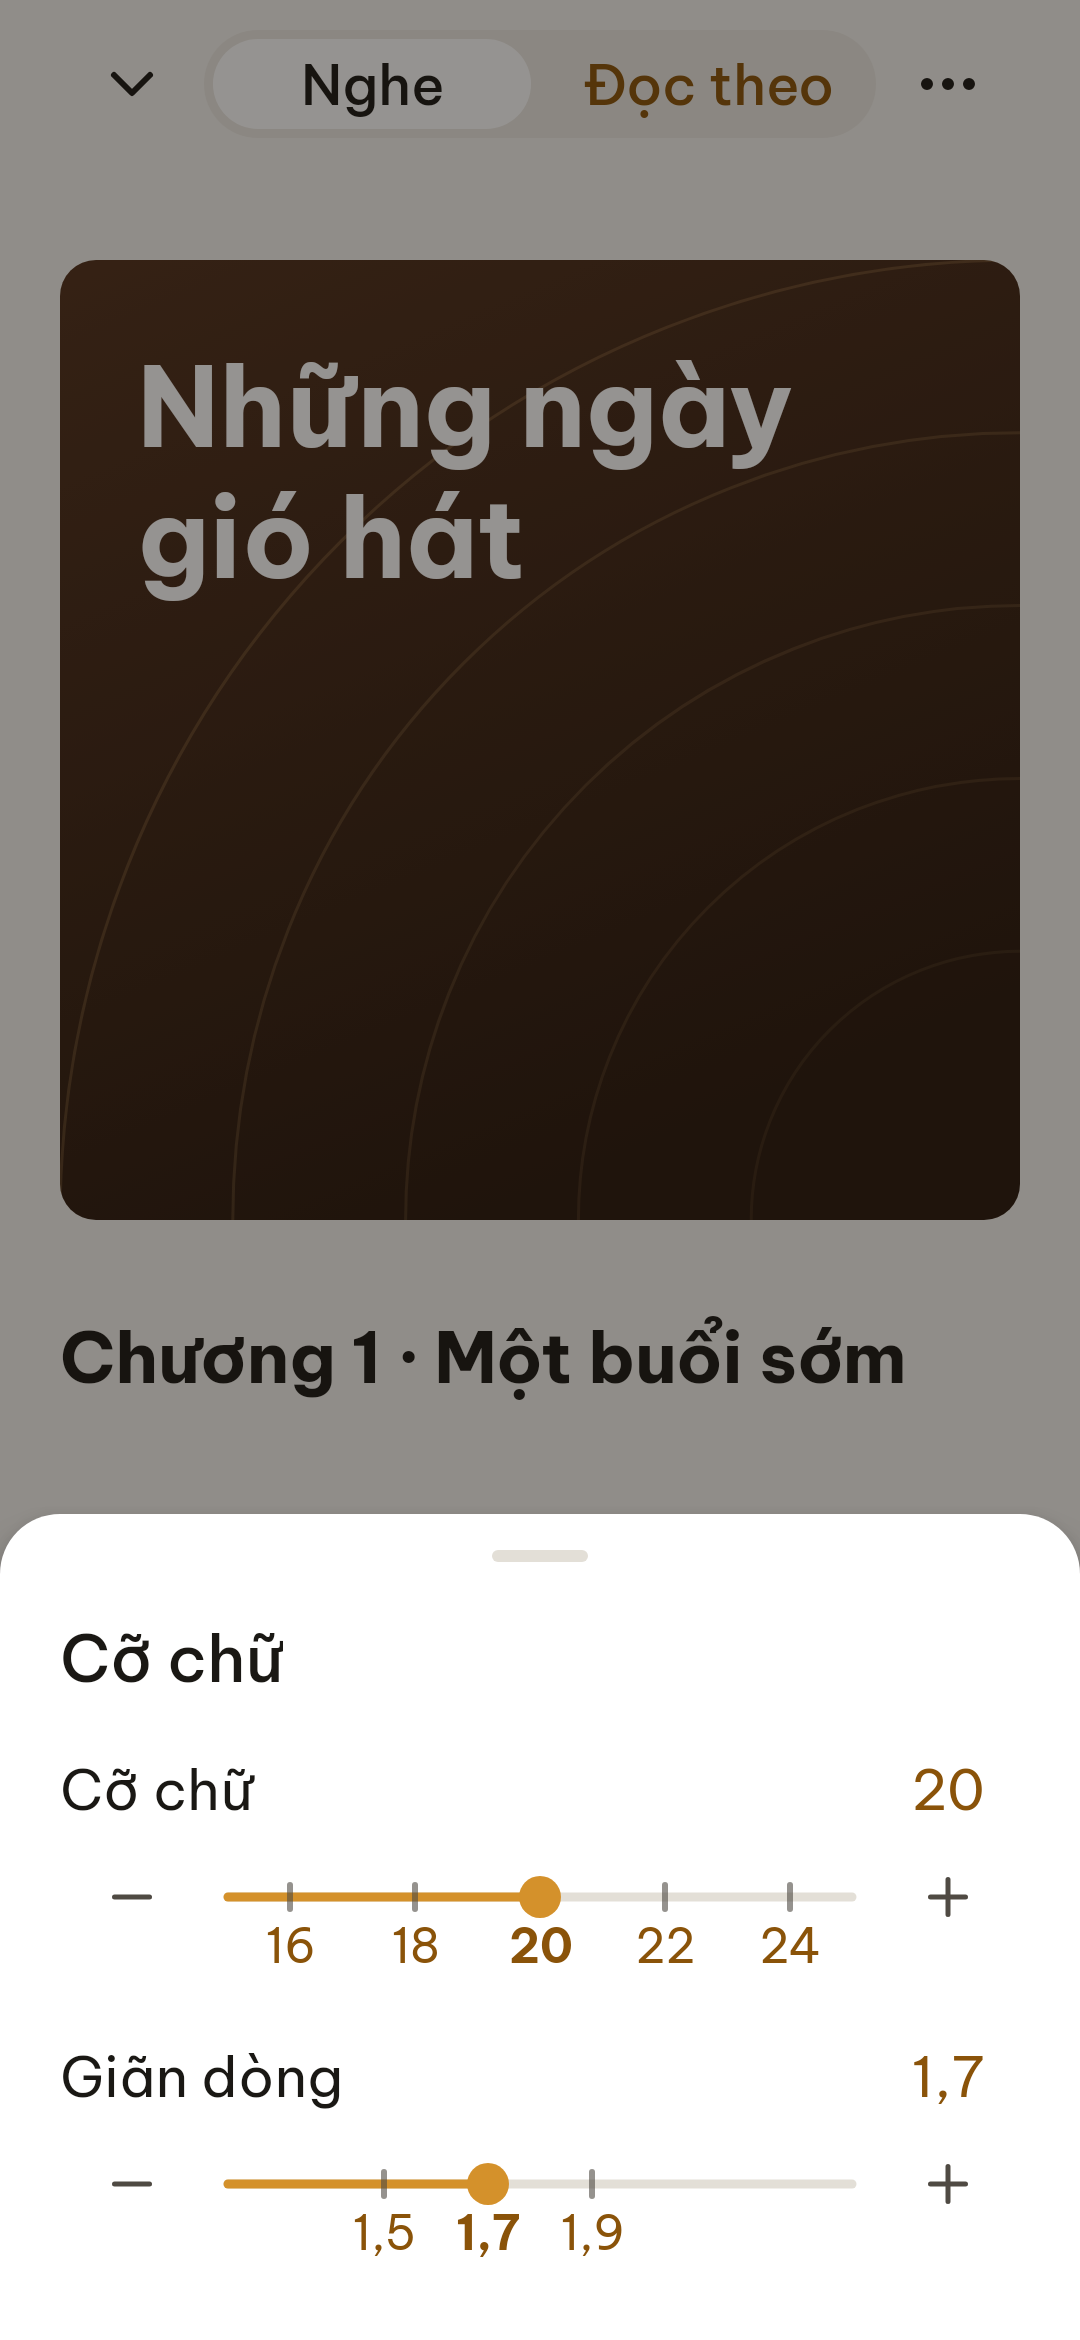 Nghe Đọc theo
Những ngày
gió hát
Chương 1 · Một buổi sớm
Cỡ chữ
Cỡ chữ 20
16 18 20 22 24
Giãn dòng 1,7
1,5 1,7 1,9